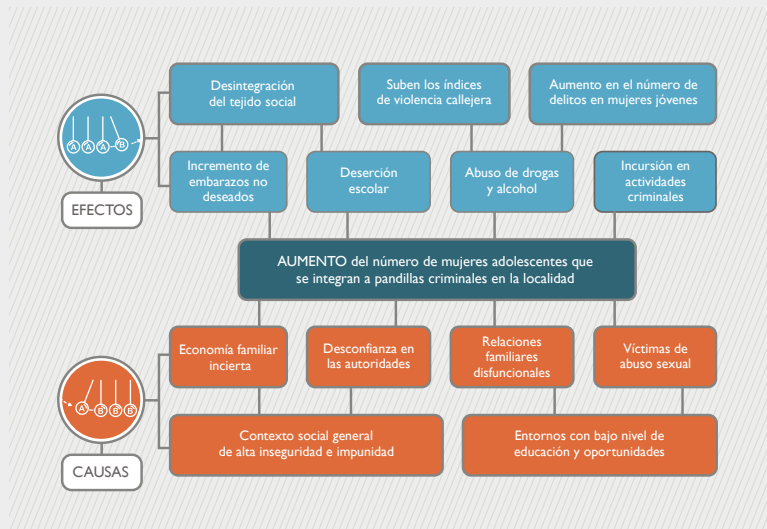 Desintegración
del tejido social
Suben los índices
de violencia callejera
Aumento en el número de
delitos en mujeres jóvenes
A A A B
EFECTOS
Incremento de
embarazos no
deseados
Deserción
escolar
Abuso de drogas
y alcohol
Incursión en
actividades
criminales
AUMENTO del número de mujeres adolescentes que
se integran a pandillas criminales en la localidad
Economía familiar
incierta
Desconfianza en
las autoridades
Relaciones
familiares
disfuncionales
Víctimas de
abuso sexual
A B B B
CAUSAS
Contexto social general
de alta inseguridad e impunidad
Entornos con bajo nivel de
educación y oportunidades